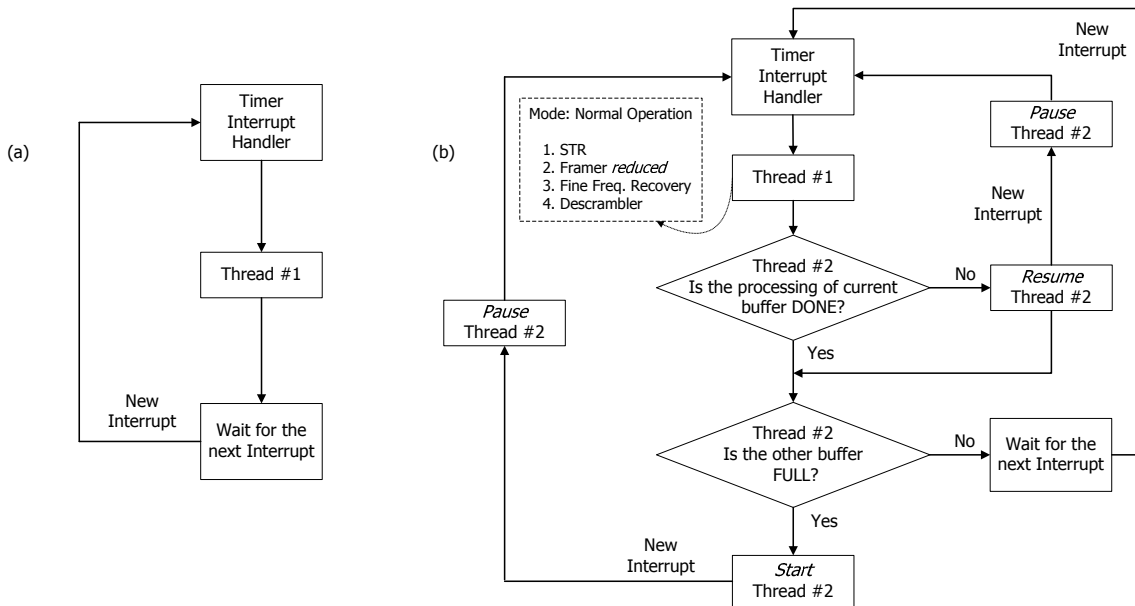 (a)
Timer
Interrupt
Handler
Thread #1
New
Interrupt
Wait for the
next Interrupt
(b)
New
Interrupt
Timer
Interrupt
Handler
Pause
Thread #2
Mode: Normal Operation
1. STR
2. Framer reduced
3. Fine Freq. Recovery
4. Descrambler
Thread #1
New
Interrupt
Thread #2
Is the processing of current
buffer DONE?
No
Resume
Thread #2
Pause
Thread #2
Yes
Thread #2
Is the other buffer
FULL?
No
Wait for the
next Interrupt
Yes
New
Interrupt
Start
Thread #2